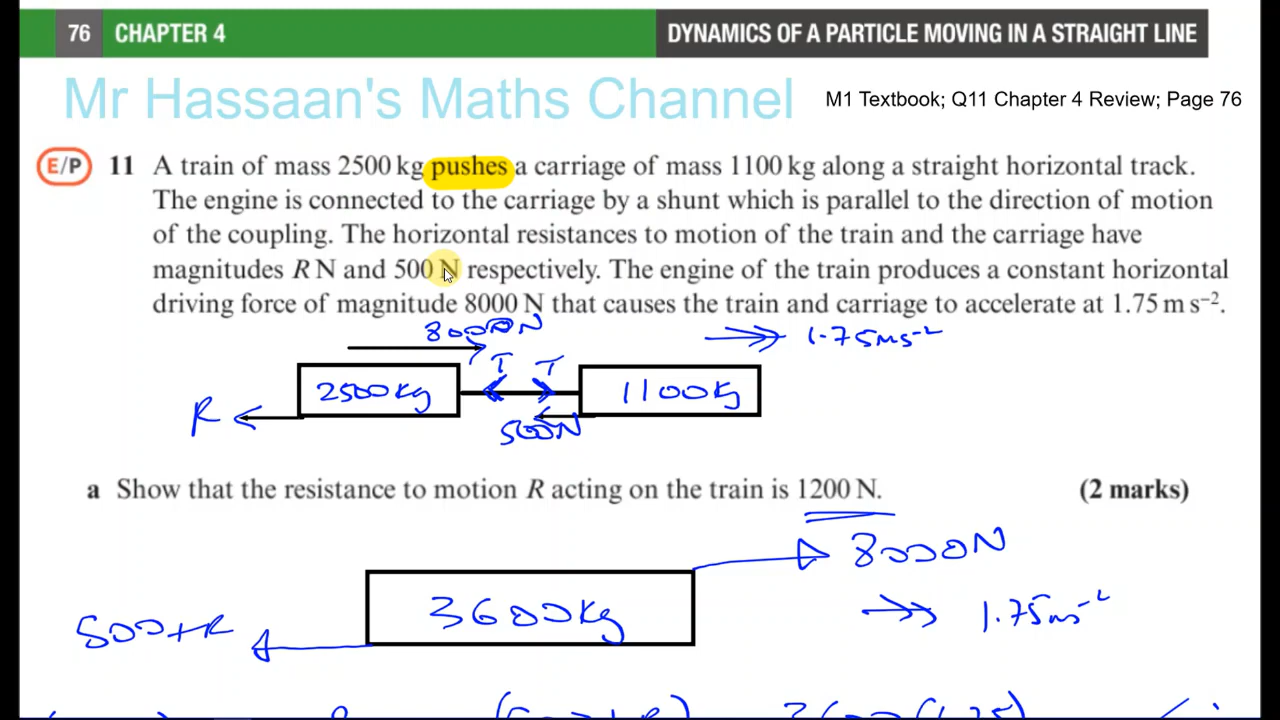 76 CHAPTER 4
DYNAMICS OF A PARTICLE MOVING IN A STRAIGHT LINE
Mr Hassaan's Maths Channel
M1 Textbook; Q11 Chapter 4 Review; Page 76
E/P 11 A train of mass 2500 kg pushes a carriage of mass 1100 kg along a straight horizontal track.
The engine is connected to the carriage by a shunt which is parallel to the direction of motion
of the coupling. The horizontal resistances to motion of the train and the carriage have
magnitudes R N and 500 N respectively. The engine of the train produces a constant horizontal
driving force of magnitude 8000 N that causes the train and carriage to accelerate at 1.75 m s⁻².
8000N
1.75ms⁻²
T T
2500kg
1100kg
R
500N
a Show that the resistance to motion R acting on the train is 1200 N. (2 marks)
8000N
3600kg
1.75ms⁻²
500+R